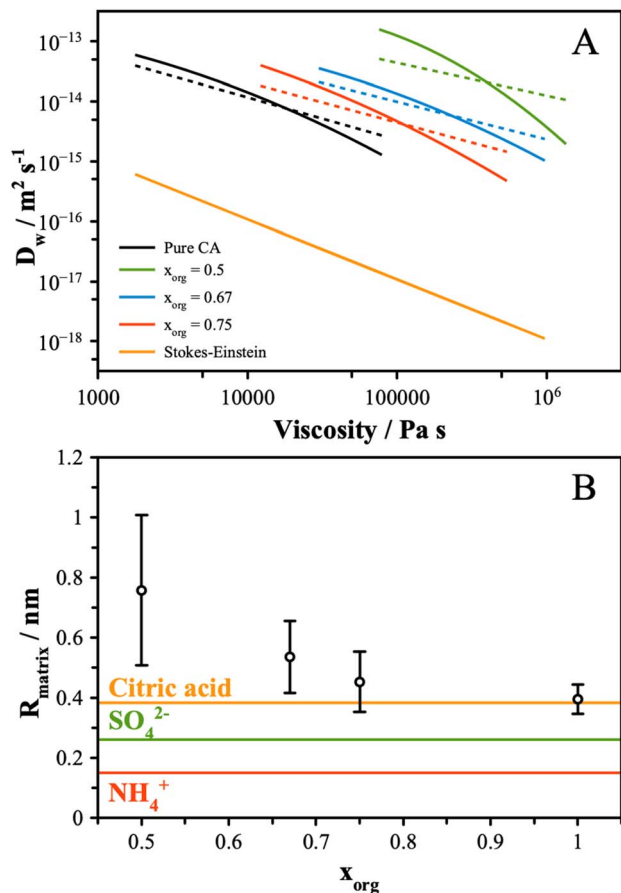 A
10⁻¹³
10⁻¹⁴
10⁻¹⁵
10⁻¹⁶
10⁻¹⁷
10⁻¹⁸
D_w / m² s⁻¹
Pure CA
x_org = 0.5
x_org = 0.67
x_org = 0.75
Stokes-Einstein
1000 10000 100000 10⁶
Viscosity / Pa s
B
1.2
1
0.8
0.6
0.4
0.2
0
R_matrix / nm
Citric acid
SO₄²⁻
NH₄⁺
0.5 0.6 0.7 0.8 0.9 1
x_org